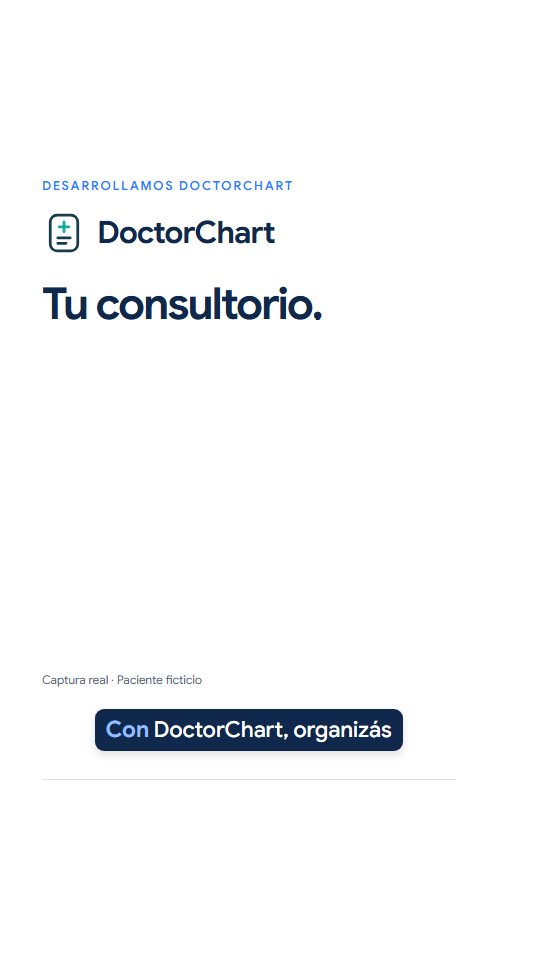 DESARROLLAMOS DOCTORCHART
DoctorChart
Tu consultorio.
Captura real · Paciente ficticio
Con DoctorChart, organizás